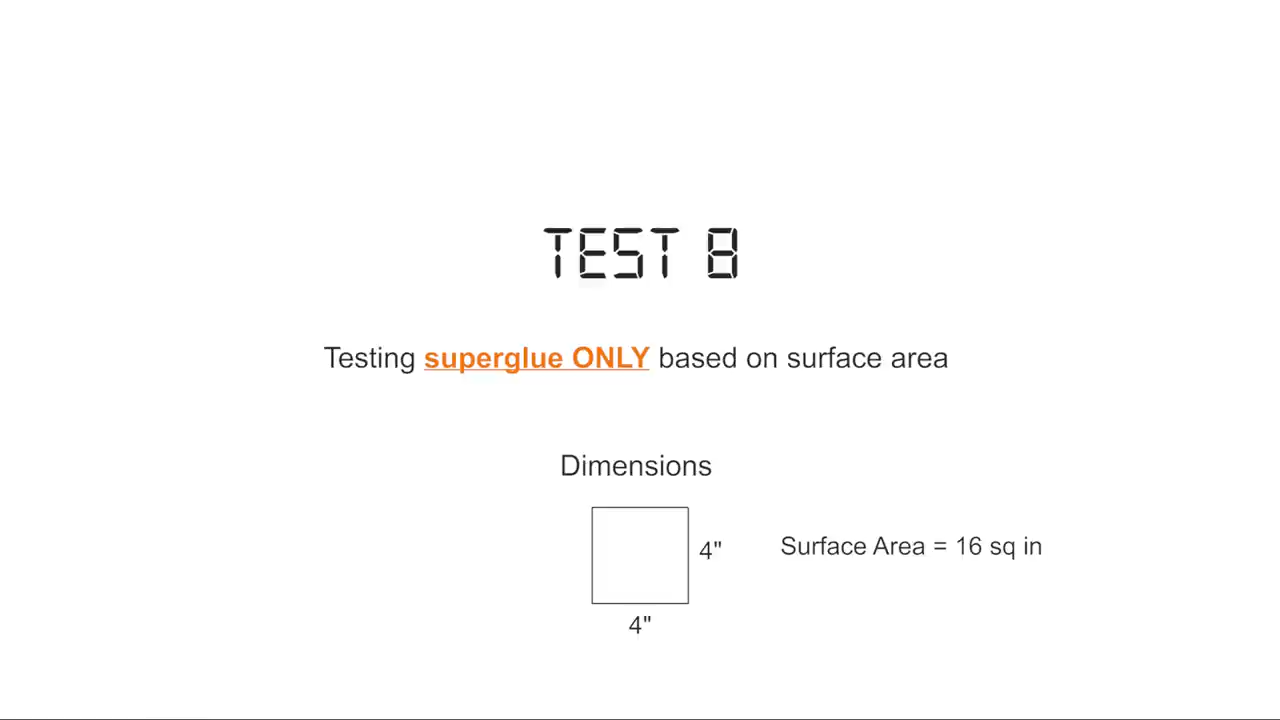 TEST 8
Testing superglue ONLY based on surface area
Dimensions
4"
Surface Area = 16 sq in
4"